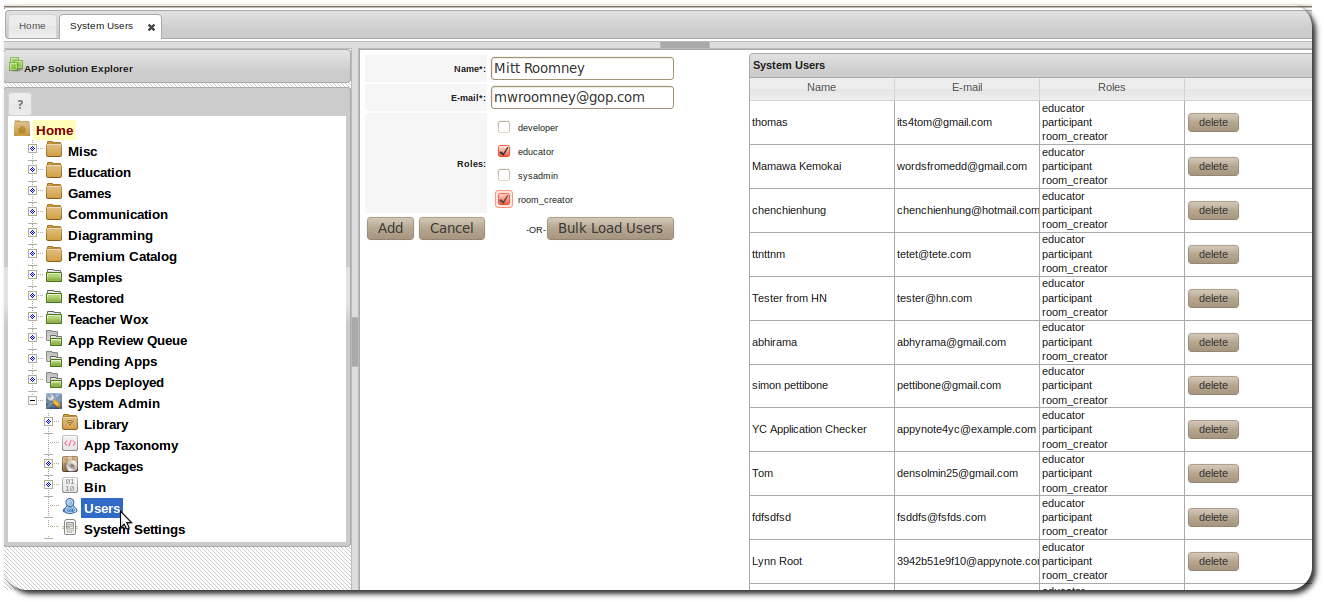 Home
System Users
APP Solution Explorer
?
Home
Misc
Education
Games
Communication
Diagramming
Premium Catalog
Samples
Restored
Teacher Wox
App Review Queue
Pending Apps
Apps Deployed
System Admin
Library
App Taxonomy
Packages
Bin
Users
System Settings
Name*: Mitt Roomney
E-mail*: mwroomney@gop.com
Roles:
developer
educator
sysadmin
room_creator
Add Cancel -OR- Bulk Load Users
System Users
Name E-mail Roles
thomas its4tom@gmail.com educator
participant
room_creator
delete
Mamawa Kemokai wordsfromedd@gmail.com educator
participant
room_creator
delete
chenchienhung chenchienhung@hotmail.com educator
participant
room_creator
delete
ttnttnm tetet@tete.com educator
participant
room_creator
delete
Tester from HN tester@hn.com educator
participant
room_creator
delete
abhirama abhyrama@gmail.com educator
participant
room_creator
delete
simon pettibone pettibone@gmail.com educator
participant
room_creator
delete
YC Application Checker appynote4yc@example.com educator
participant
room_creator
delete
Tom densolmin25@gmail.com educator
participant
room_creator
delete
fdfsdfsd fsddfs@fsfds.com educator
participant
room_creator
delete
Lynn Root 3942b51e9f10@appynote.co educator
participant
room_creator
delete